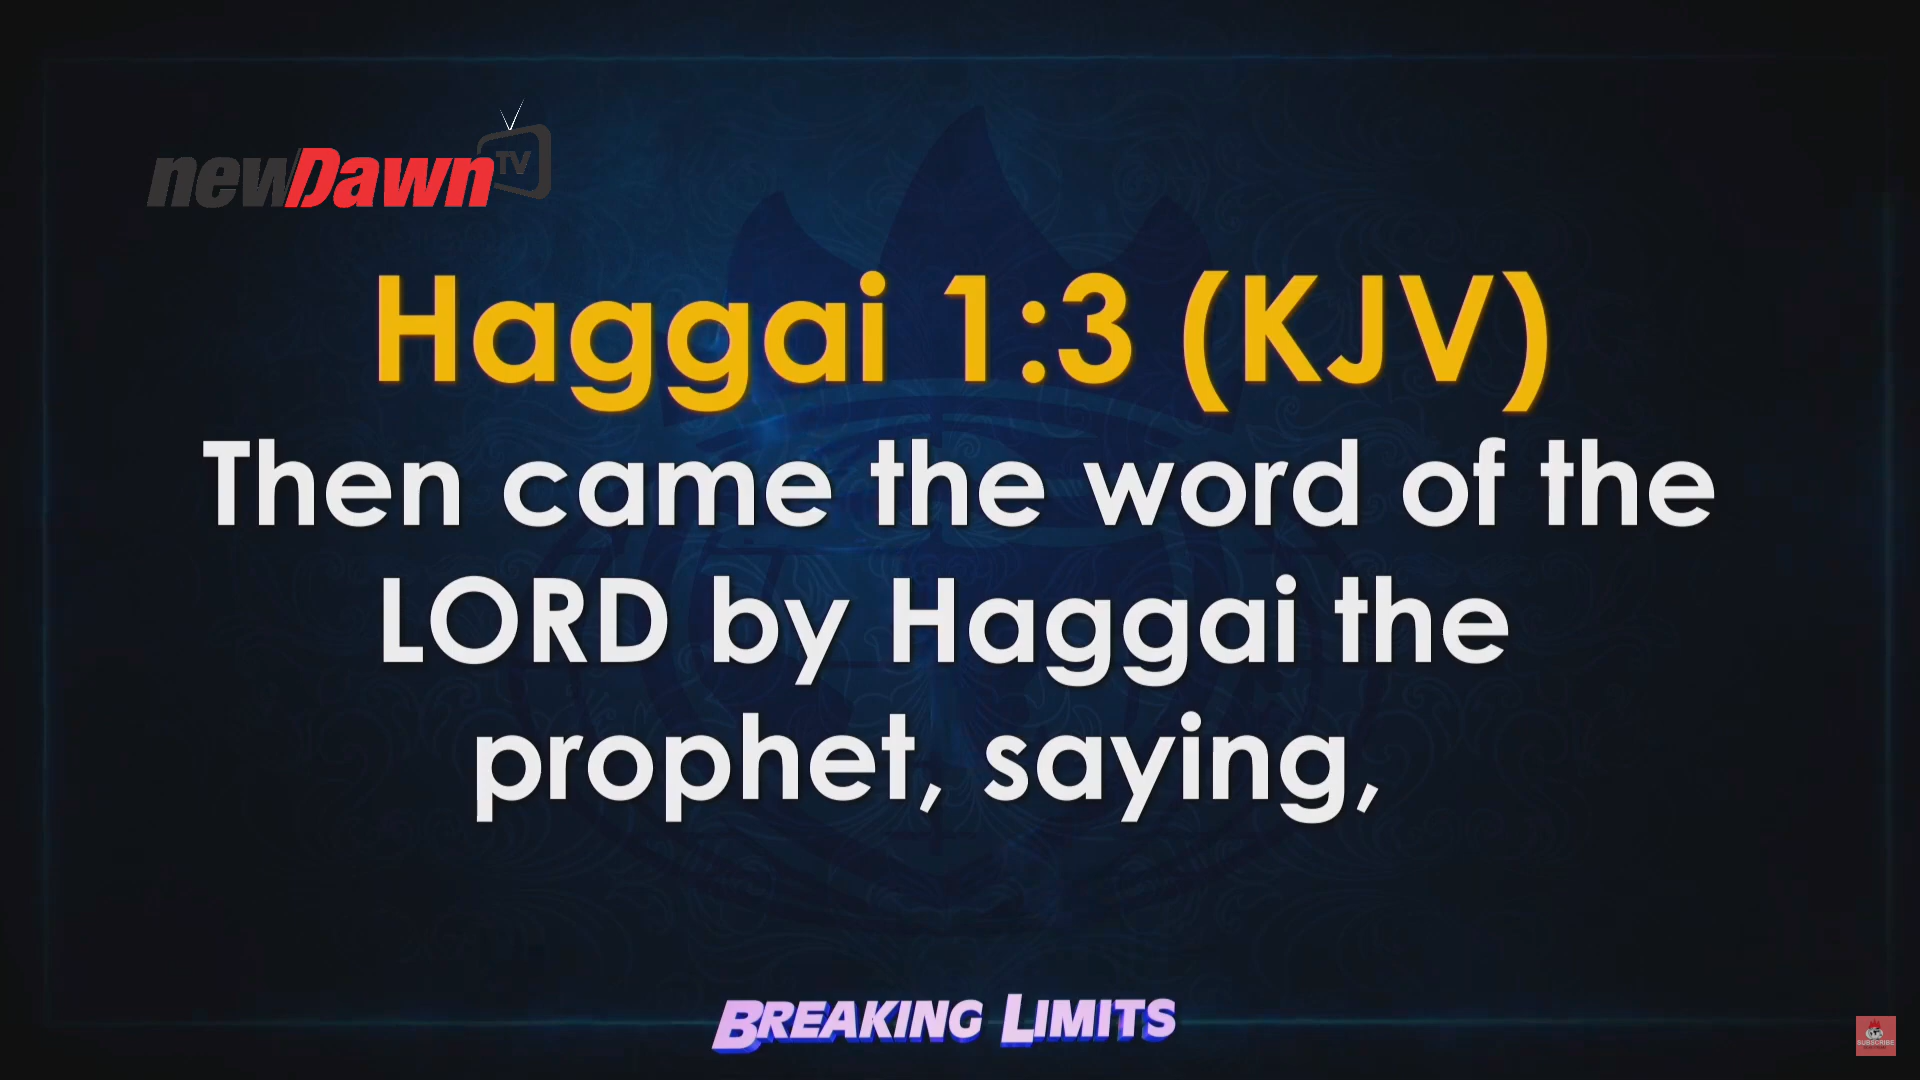 newDawn TV
Haggai 1:3 (KJV)
Then came the word of the
LORD by Haggai the
prophet, saying,
BREAKING LIMITS
SUBSCRIBE